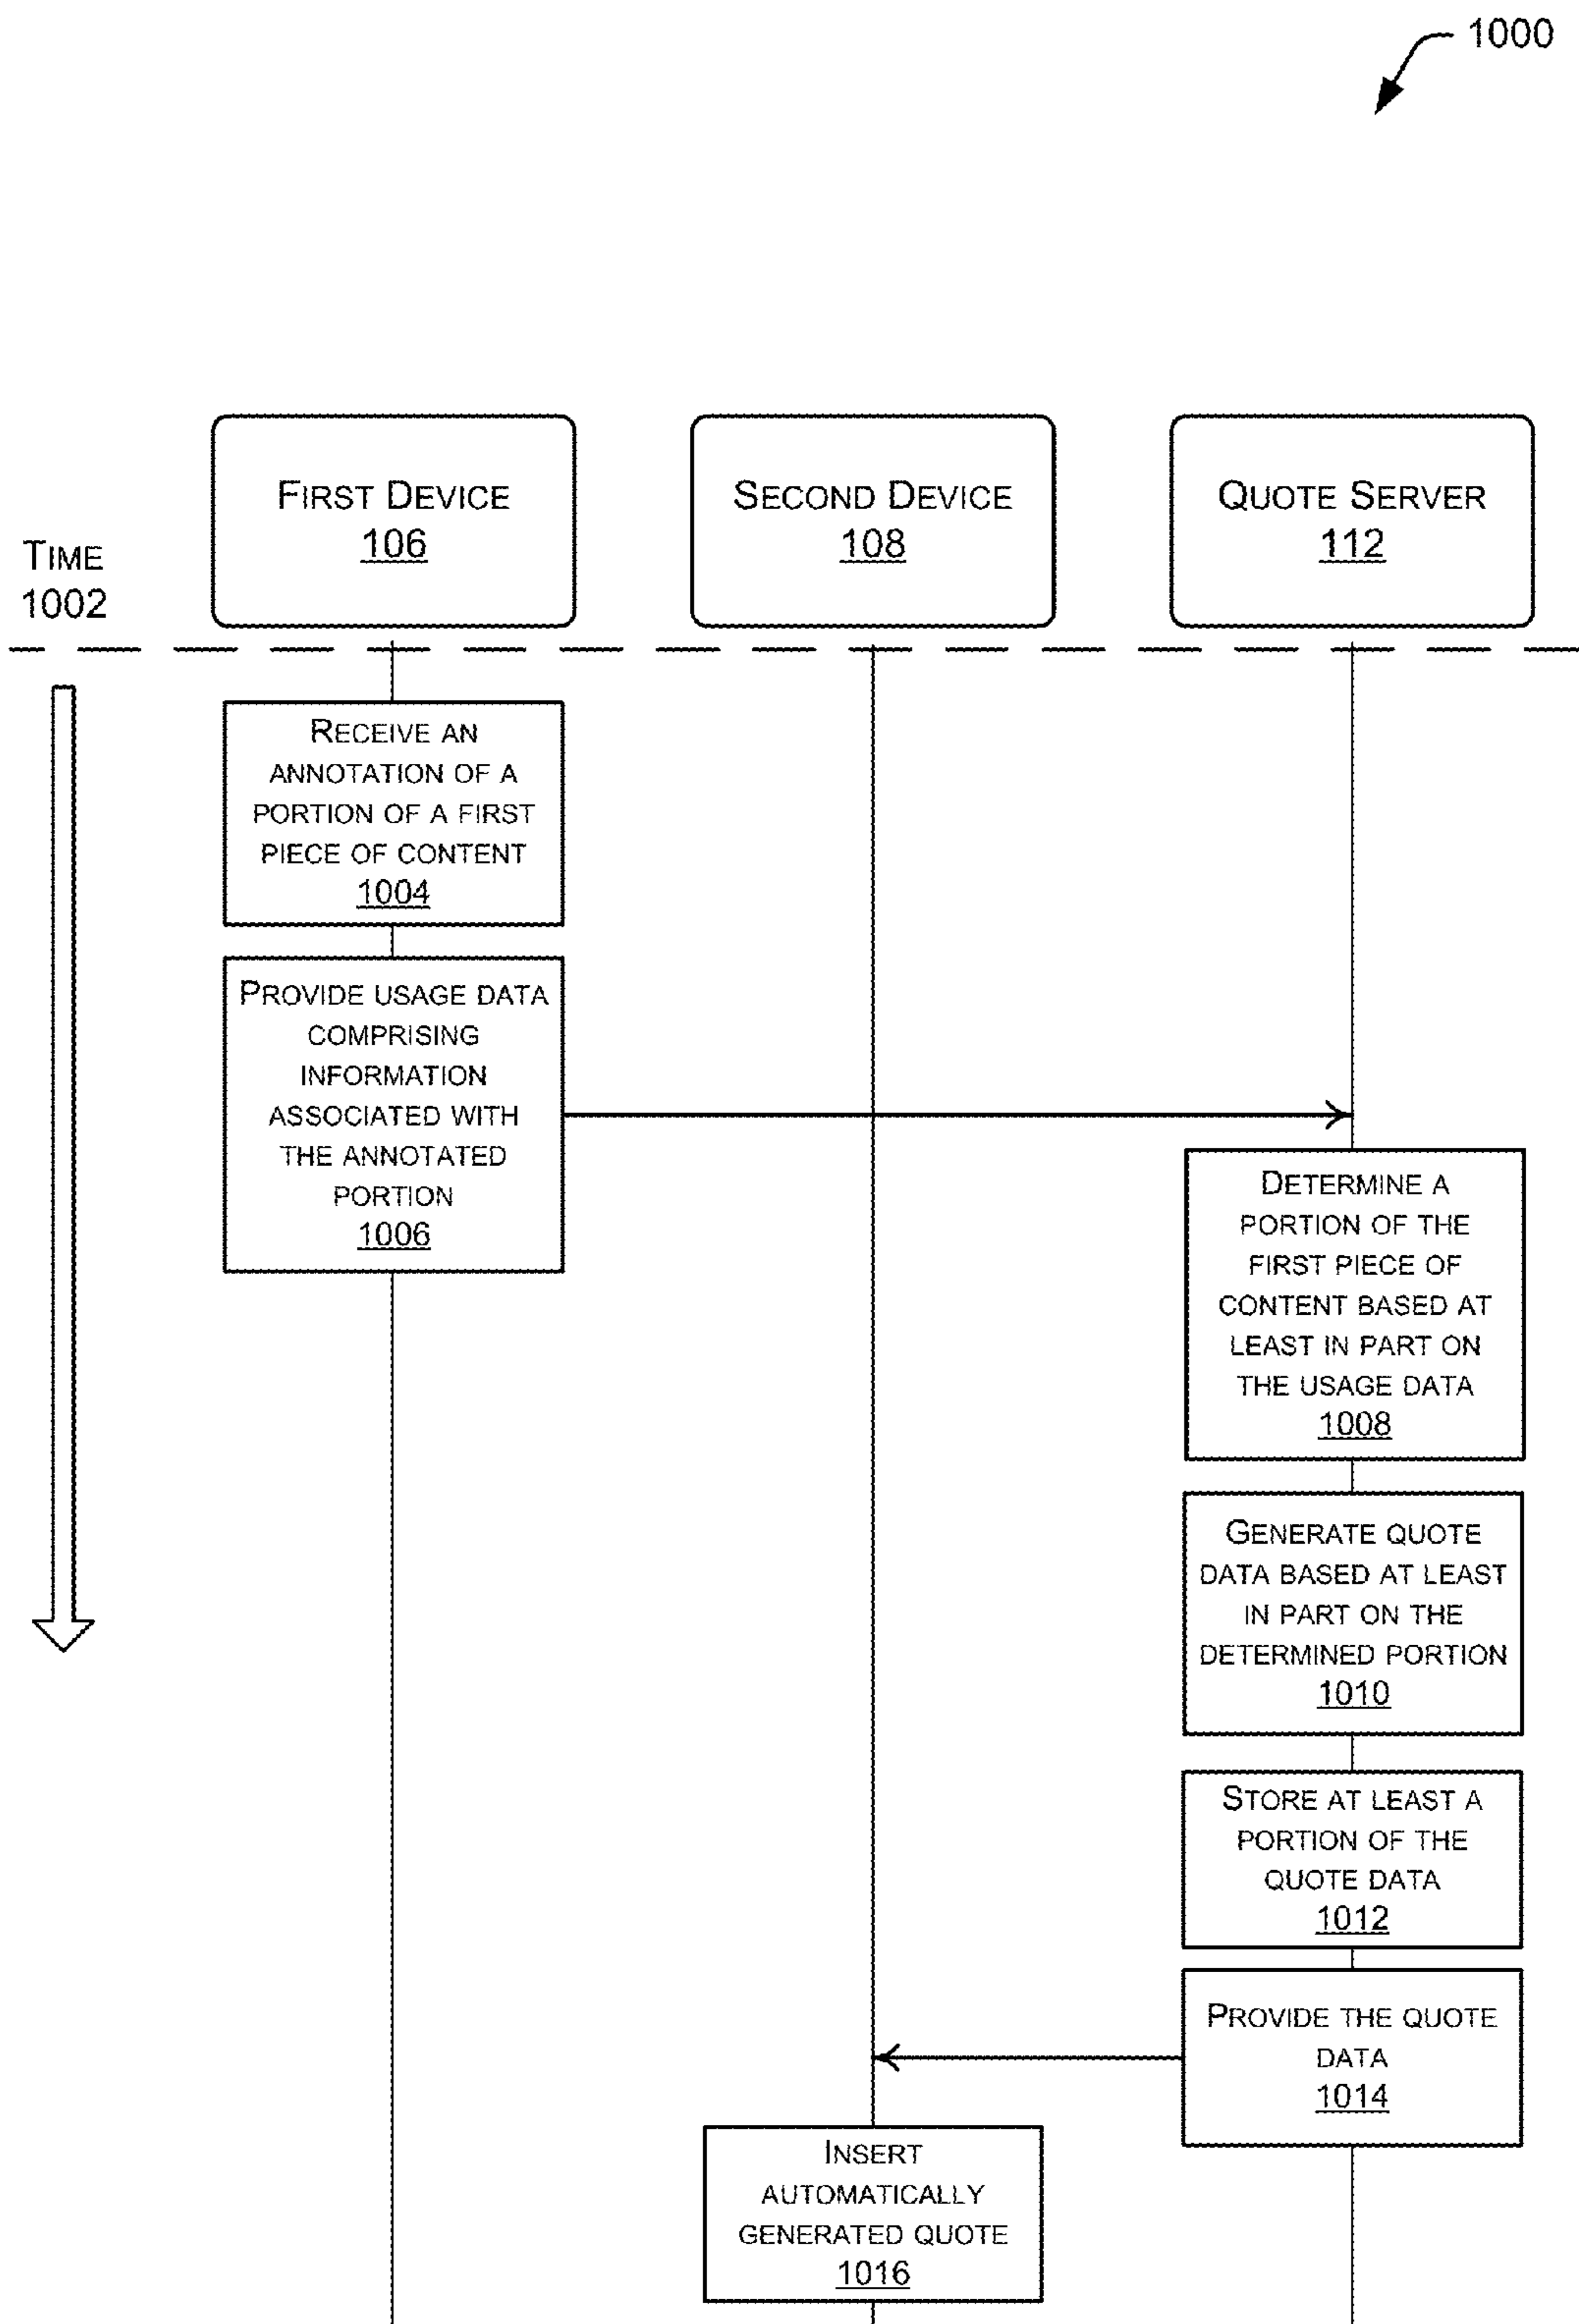 1000
FIRST DEVICE
106
SECOND DEVICE
108
QUOTE SERVER
112
TIME
1002
RECEIVE AN
ANNOTATION OF A
PORTION OF A FIRST
PIECE OF CONTENT
1004
PROVIDE USAGE DATA
COMPRISING
INFORMATION
ASSOCIATED WITH
THE ANNOTATED
PORTION
1006
DETERMINE A
PORTION OF THE
FIRST PIECE OF
CONTENT BASED AT
LEAST IN PART ON
THE USAGE DATA
1008
GENERATE QUOTE
DATA BASED AT LEAST
IN PART ON THE
DETERMINED PORTION
1010
STORE AT LEAST A
PORTION OF THE
QUOTE DATA
1012
PROVIDE THE QUOTE
DATA
1014
INSERT
AUTOMATICALLY
GENERATED QUOTE
1016